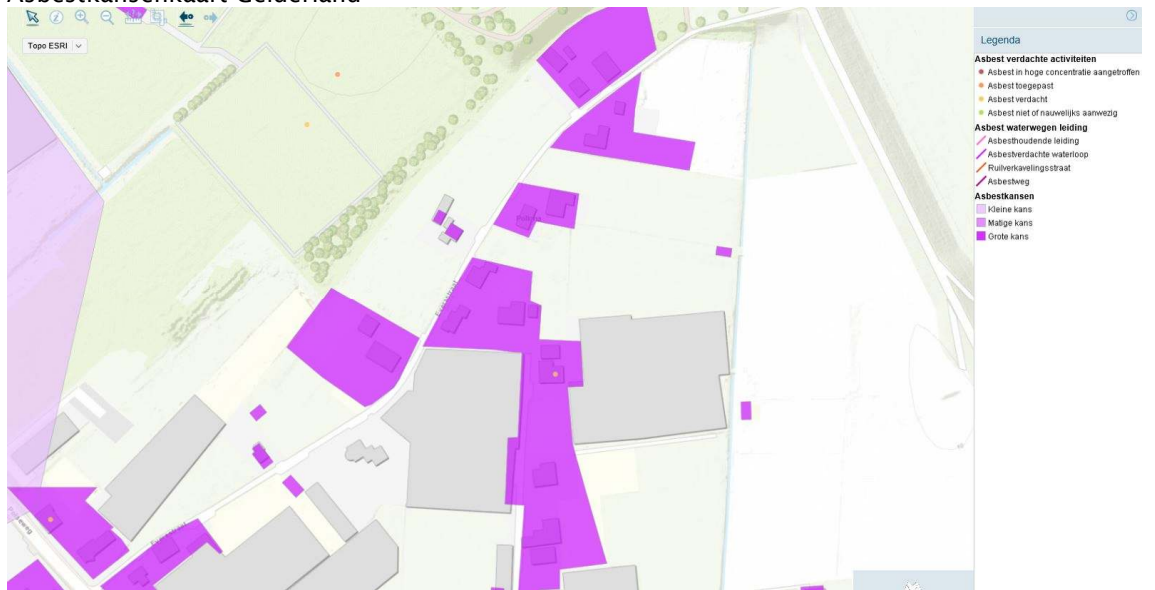 Asbestkansenkaart Gelderland
Topo ESRI
Legenda
Asbest verdachte activiteiten
Asbest in hoge concentratie aangetroffen
Asbest toegepast
Asbest verdacht
Asbest niet of nauwelijks aanwezig
Asbest waterwegen leiding
Asbesthoudende leiding
Asbestverdachte waterloop
Ruilverkavelingsstraat
Asbestweg
Asbestkansen
Kleine kans
Matige kans
Grote kans